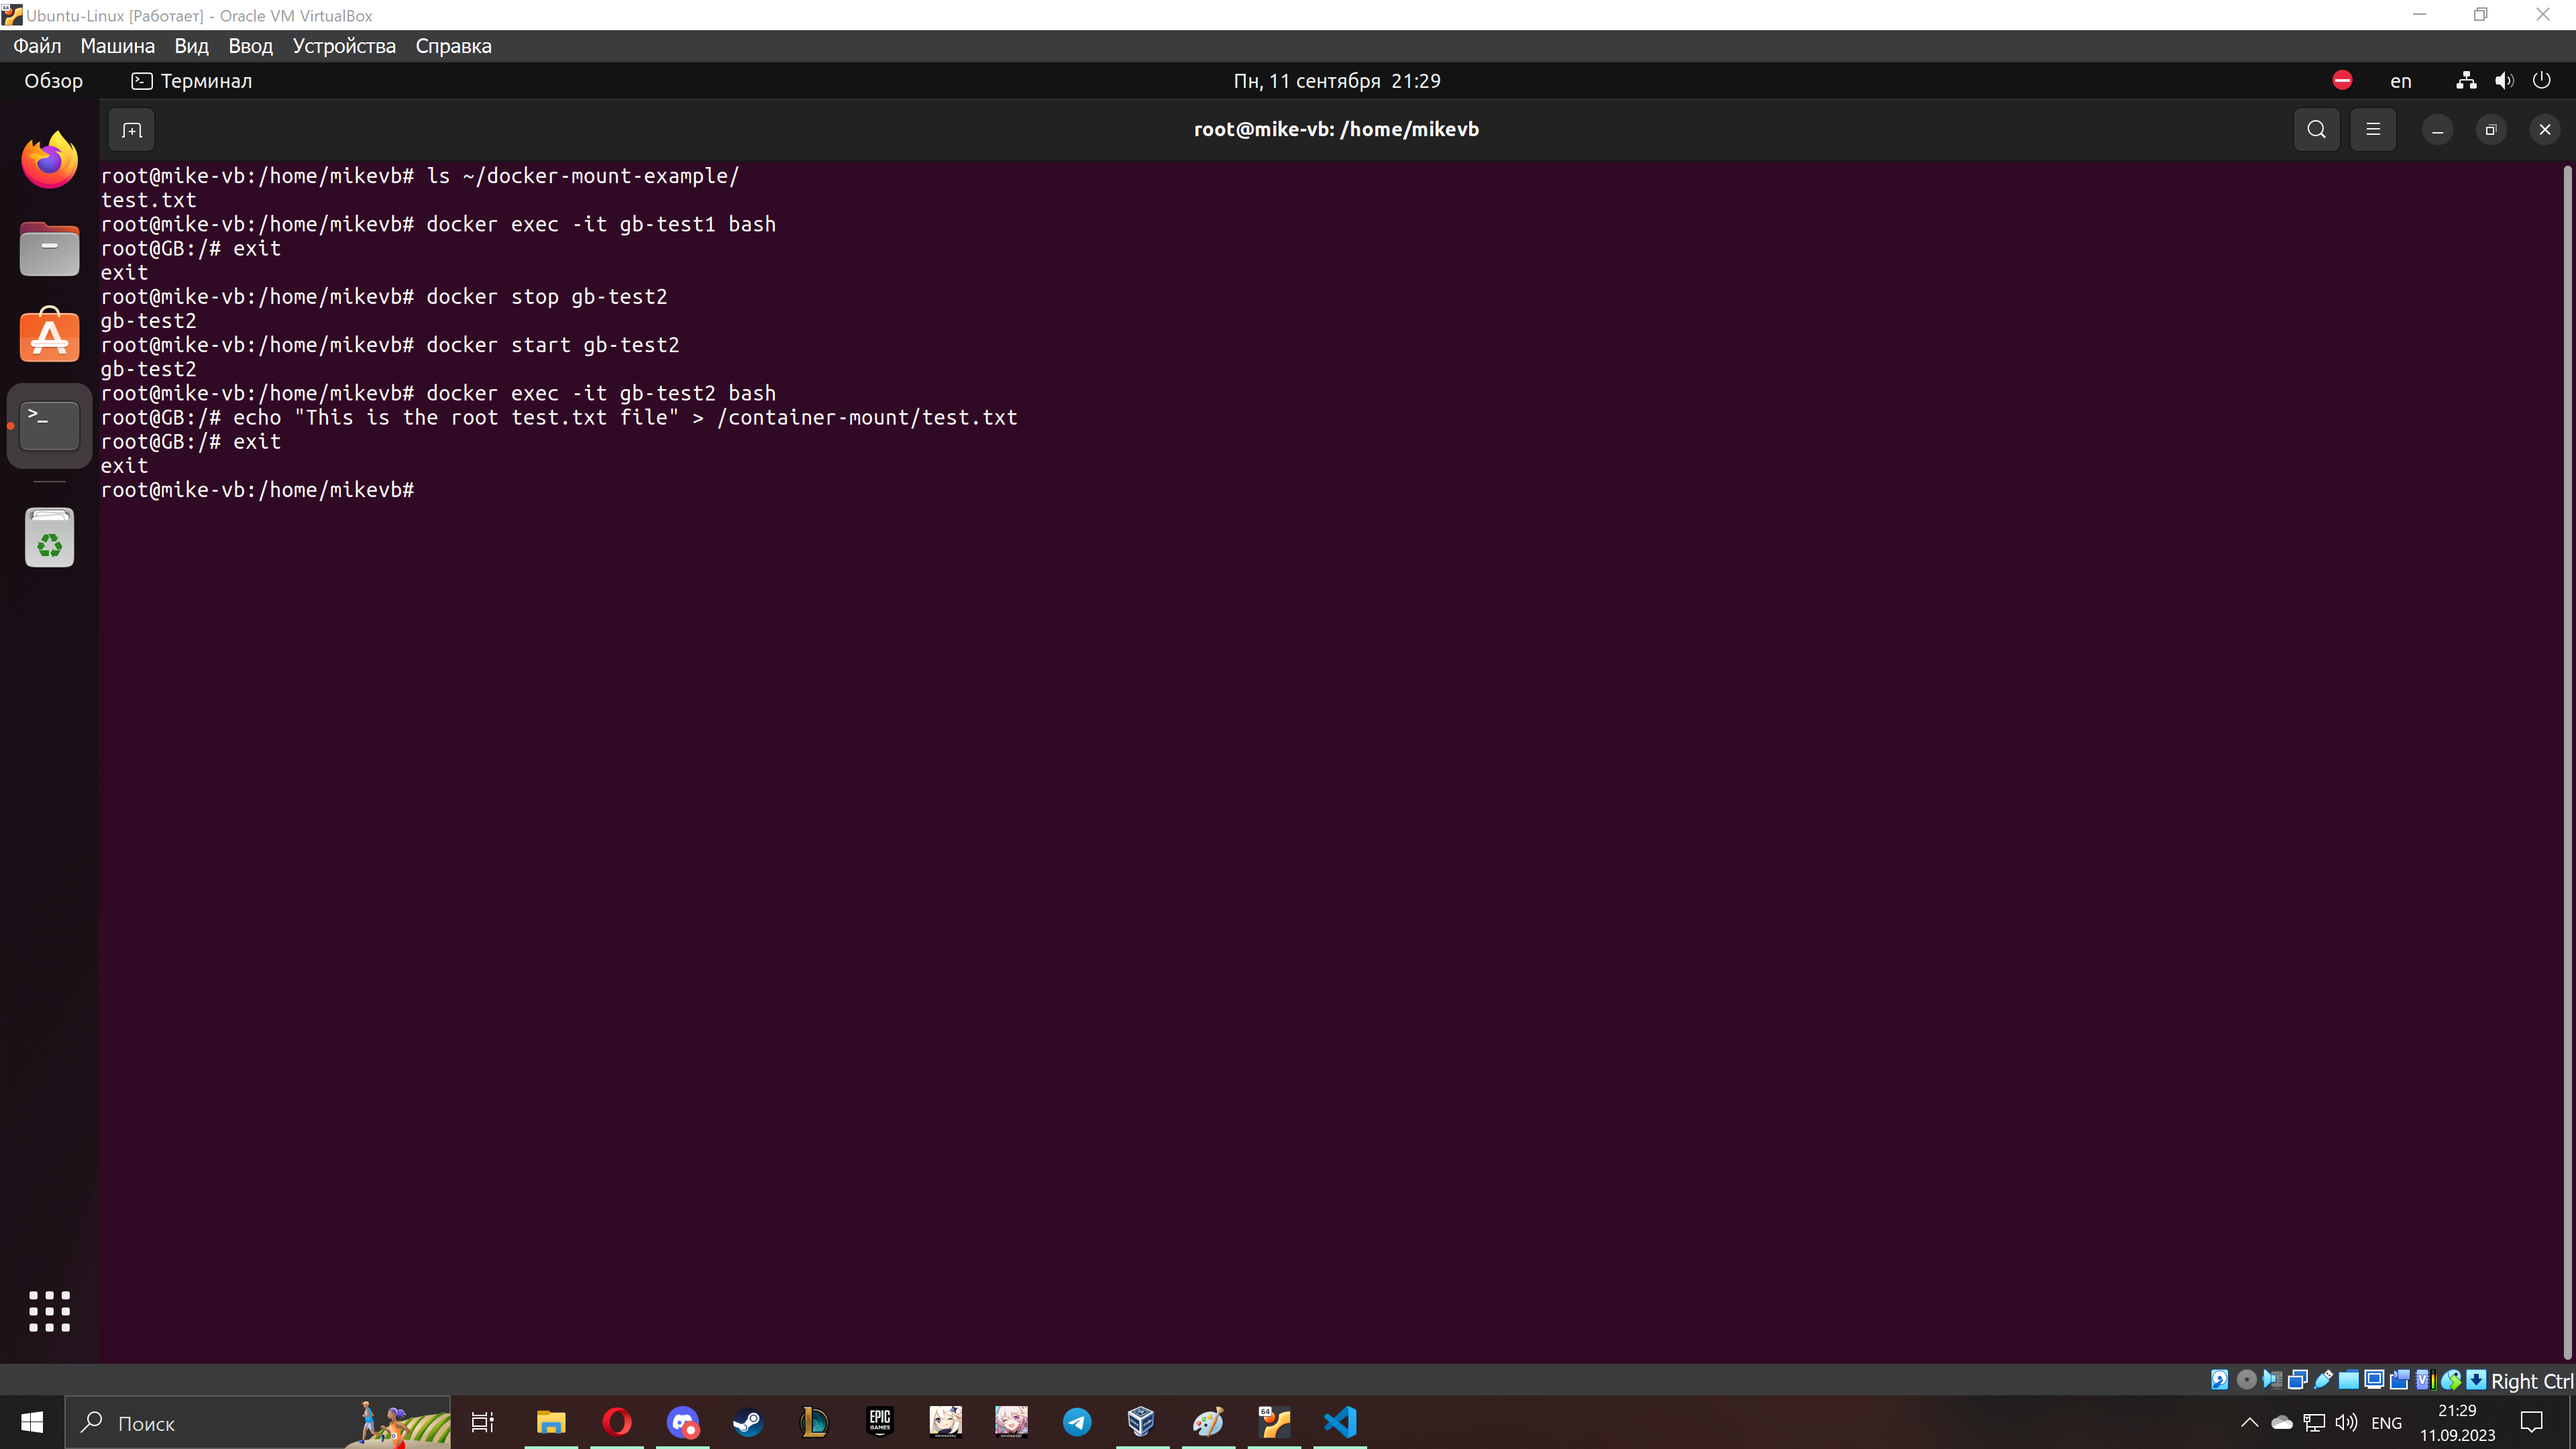 Ubuntu-Linux [Работает] - Oracle VM VirtualBox
Файл Машина Вид Ввод Устройства Справка
Обзор Терминал Пн, 11 сентября 21:29 en
root@mike-vb: /home/mikevb
root@mike-vb:/home/mikevb# ls ~/docker-mount-example/
test.txt
root@mike-vb:/home/mikevb# docker exec -it gb-test1 bash
root@GB:/# exit
exit
root@mike-vb:/home/mikevb# docker stop gb-test2
gb-test2
root@mike-vb:/home/mikevb# docker start gb-test2
gb-test2
root@mike-vb:/home/mikevb# docker exec -it gb-test2 bash
root@GB:/# echo "This is the root test.txt file" > /container-mount/test.txt
root@GB:/# exit
exit
root@mike-vb:/home/mikevb#
Right Ctrl
Поиск
EPIC
GAMES
64
ENG
21:29
11.09.2023